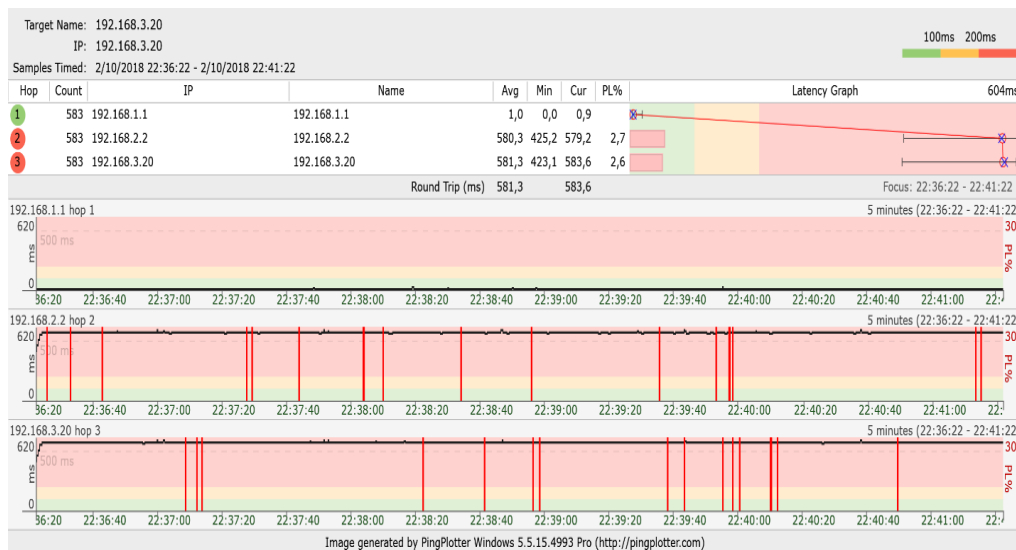 Target Name: 192.168.3.20
IP: 192.168.3.20
Samples Timed: 2/10/2018 22:36:22 - 2/10/2018 22:41:22
100ms 200ms
Hop Count IP Name Avg Min Cur PL% Latency Graph 604ms
1 583 192.168.1.1 192.168.1.1 1,0 0,0 0,9
2 583 192.168.2.2 192.168.2.2 580,3 425,2 579,2 2,7
3 583 192.168.3.20 192.168.3.20 581,3 423,1 583,6 2,6
Round Trip (ms) 581,3 583,6 Focus: 22:36:22 - 22:41:22
192.168.1.1 hop 1 5 minutes (22:36:22 - 22:41:22
620 30
500 ms
ms PL%
0
36:20 22:36:40 22:37:00 22:37:20 22:37:40 22:38:00 22:38:20 22:38:40 22:39:00 22:39:20 22:39:40 22:40:00 22:40:20 22:40:40 22:41:00 22:4
192.168.2.2 hop 2 5 minutes (22:36:22 - 22:41:22
620 30
500 ms
ms PL%
0
36:20 22:36:40 22:37:00 22:37:20 22:37:40 22:38:00 22:38:20 22:38:40 22:39:00 22:39:20 22:39:40 22:40:00 22:40:20 22:40:40 22:41:00 22:4
192.168.3.20 hop 3 5 minutes (22:36:22 - 22:41:22
620 30
500 ms
ms PL%
0
36:20 22:36:40 22:37:00 22:37:20 22:37:40 22:38:00 22:38:20 22:38:40 22:39:00 22:39:20 22:39:40 22:40:00 22:40:20 22:40:40 22:41:00 22:4
Image generated by PingPlotter Windows 5.5.15.4993 Pro (http://pingplotter.com)